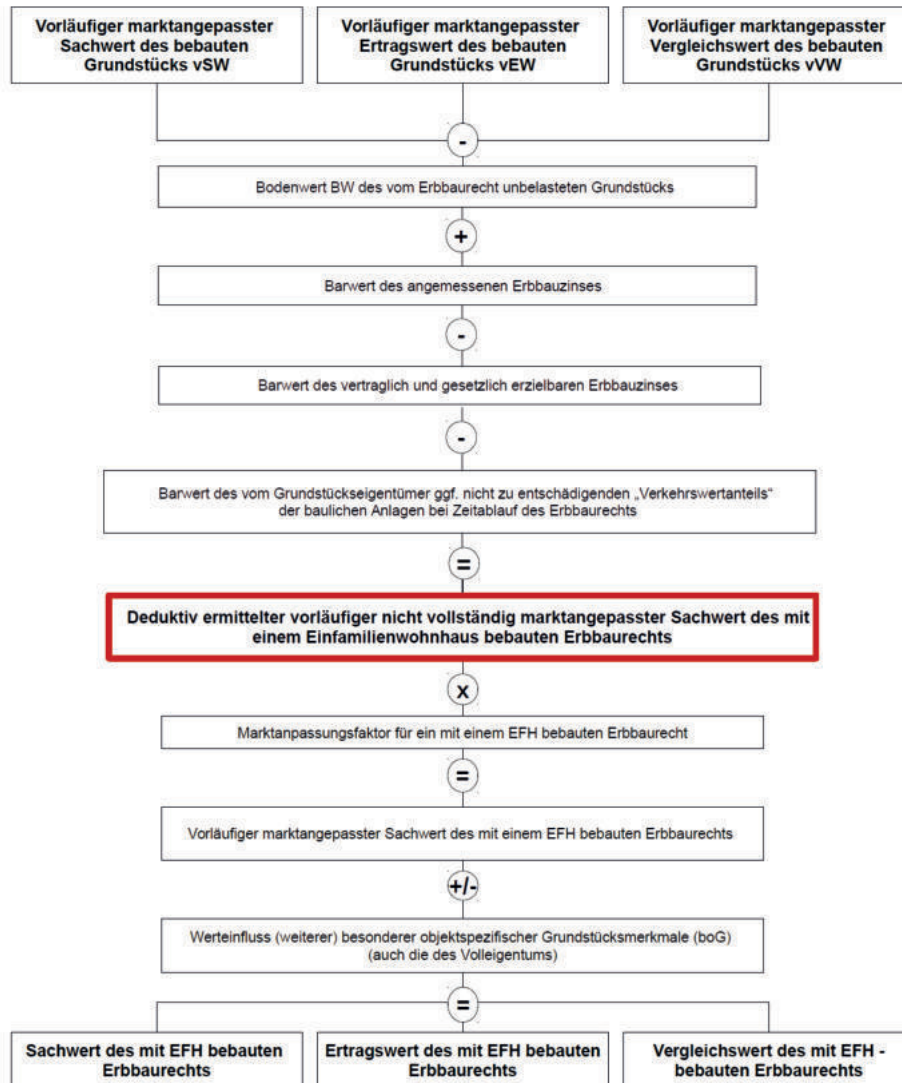 Vorläufiger marktangepasster
Sachwert des bebauten
Grundstücks vSW
Vorläufiger marktangepasster
Ertragswert des bebauten
Grundstücks vEW
Vorläufiger marktangepasster
Vergleichswert des bebauten
Grundstücks vVW
-
Bodenwert BW des vom Erbbaurecht unbelasteten Grundstücks
+
Barwert des angemessenen Erbbauzinses
-
Barwert des vertraglich und gesetzlich erzielbaren Erbbauzinses
-
Barwert des vom Grundstückseigentümer ggf. nicht zu entschädigenden „Verkehrswertanteils“
der baulichen Anlagen bei Zeitablauf des Erbbaurechts
=
Deduktiv ermittelter vorläufiger nicht vollständig marktangepasster Sachwert des mit
einem Einfamilienwohnhaus bebauten Erbbaurechts
x
Marktanpassungsfaktor für ein mit einem EFH bebauten Erbbaurecht
=
Vorläufiger marktangepasster Sachwert des mit einem EFH bebauten Erbbaurechts
+/-
Werteinfluss (weiterer) besonderer objektspezifischer Grundstücksmerkmale (boG)
(auch die des Volleigentums)
=
Sachwert des mit EFH bebauten
Erbbaurechts
Ertragswert des mit EFH bebauten
Erbbaurechts
Vergleichswert des mit EFH -
bebauten Erbbaurechts